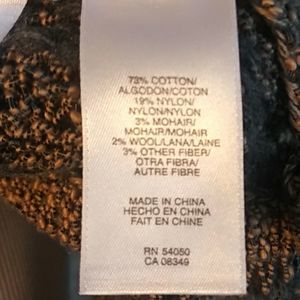 73% COTTON/
ALGODON/COTON
19% NYLON/
NYLON/NYLON
3% MOHAIR/
MOHAIR/MOHAIR
2% WOOL/LANA/LAINE
3% OTHER FIBER/
OTRA FIBRA/
AUTRE FIBRE
MADE IN CHINA
HECHO EN CHINA
FAIT EN CHINE
RN 54050
CA 08349